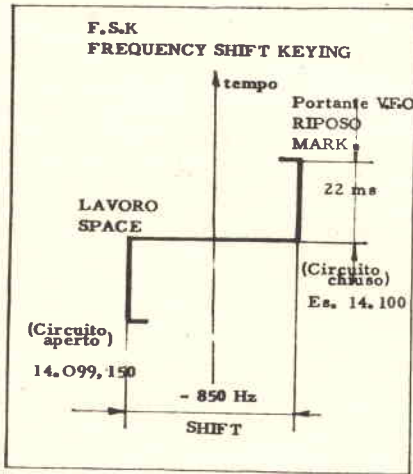 F.S.K
FREQUENCY SHIFT KEYING
tempo
Portante V.F.O
RIPOSO
MARK
22 ms
LAVORO
SPACE
(Circuito
chiuso)
Es. 14.100
(Circuito
aperto)
14.099,150
- 850 Hz
SHIFT